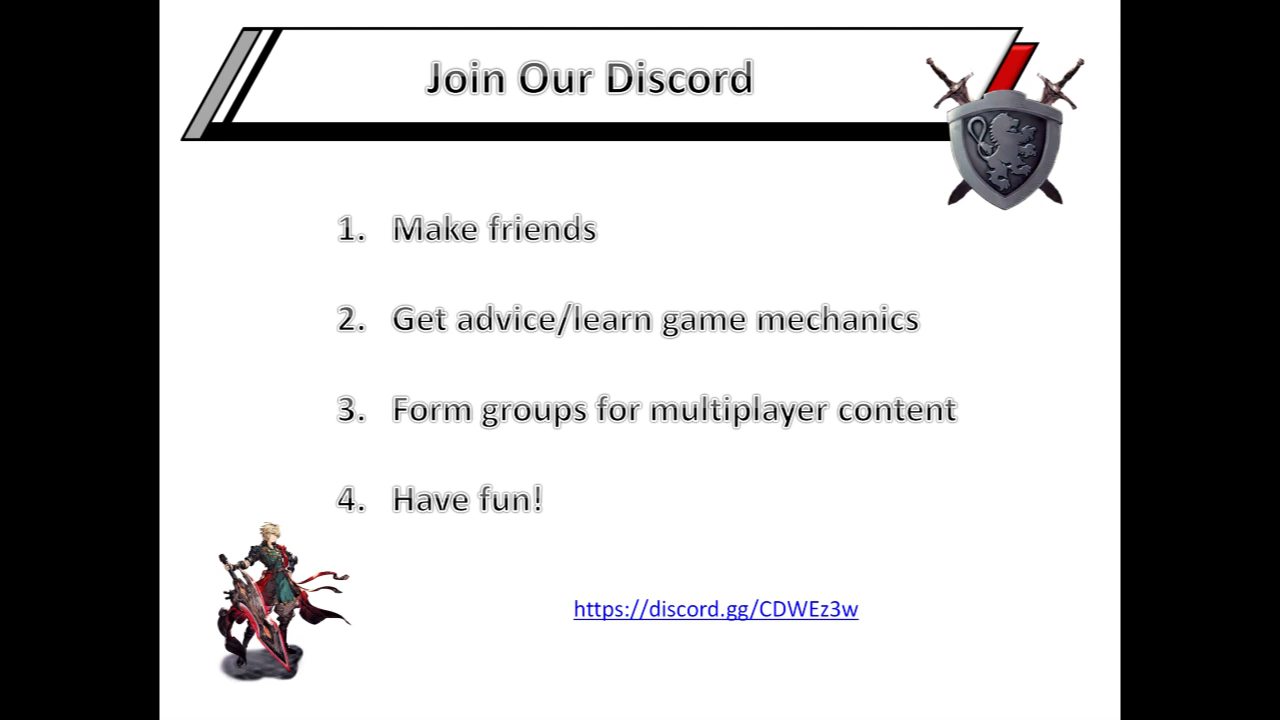 Join Our Discord
1. Make friends
2. Get advice/learn game mechanics
3. Form groups for multiplayer content
4. Have fun!
https://discord.gg/CDWEz3w